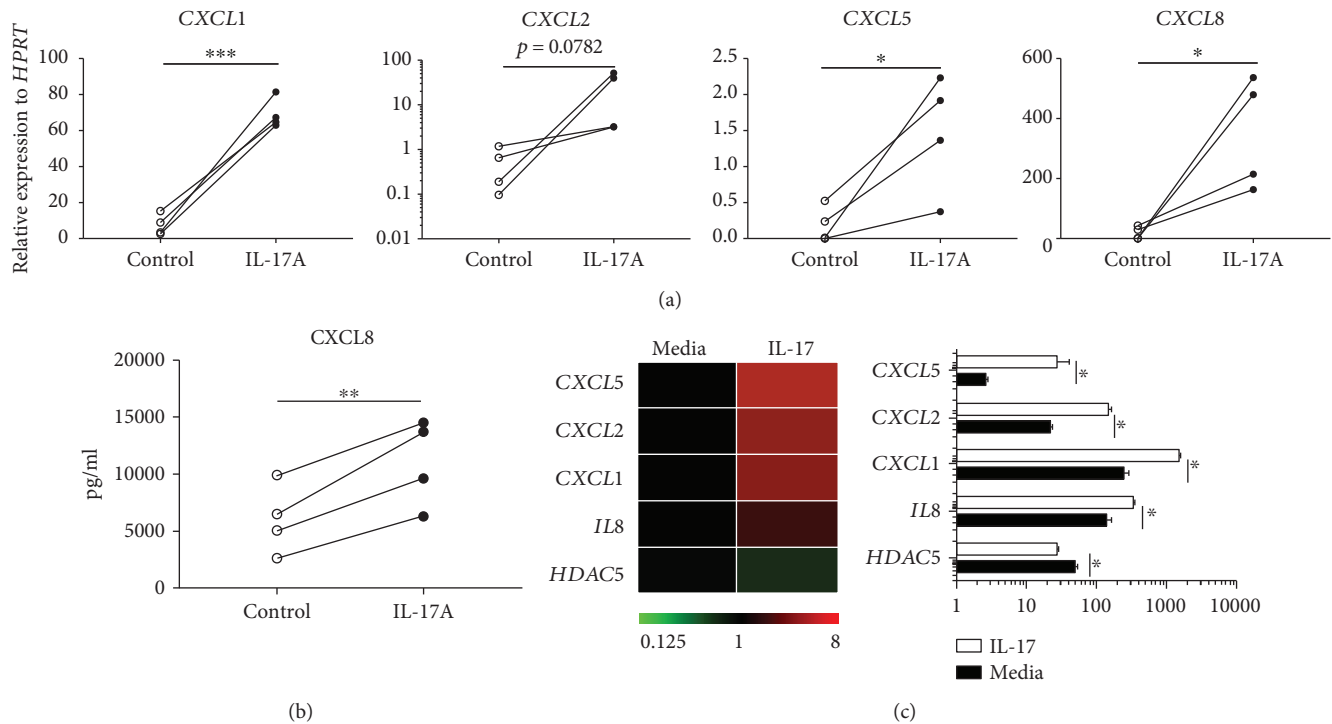 CXCL1
CXCL2
CXCL5
CXCL8
Relative expression to HPRT
100
80
60
40
20
0
***
Control
IL-17A
p = 0.0782
100
10
1
0.1
0.01
Control
IL-17A
2.5
2.0
1.5
1.0
0.5
0.0
*
Control
IL-17A
600
400
200
0
*
Control
IL-17A
(a)
CXCL8
pg/ml
20000
15000
10000
5000
0
**
Control
IL-17A
(b)
Media
IL-17
CXCL5
CXCL2
CXCL1
IL8
HDAC5
0.125
1
8
CXCL5
*
CXCL2
*
CXCL1
*
IL8
*
HDAC5
*
1
10
100
1000
10000
IL-17
Media
(c)